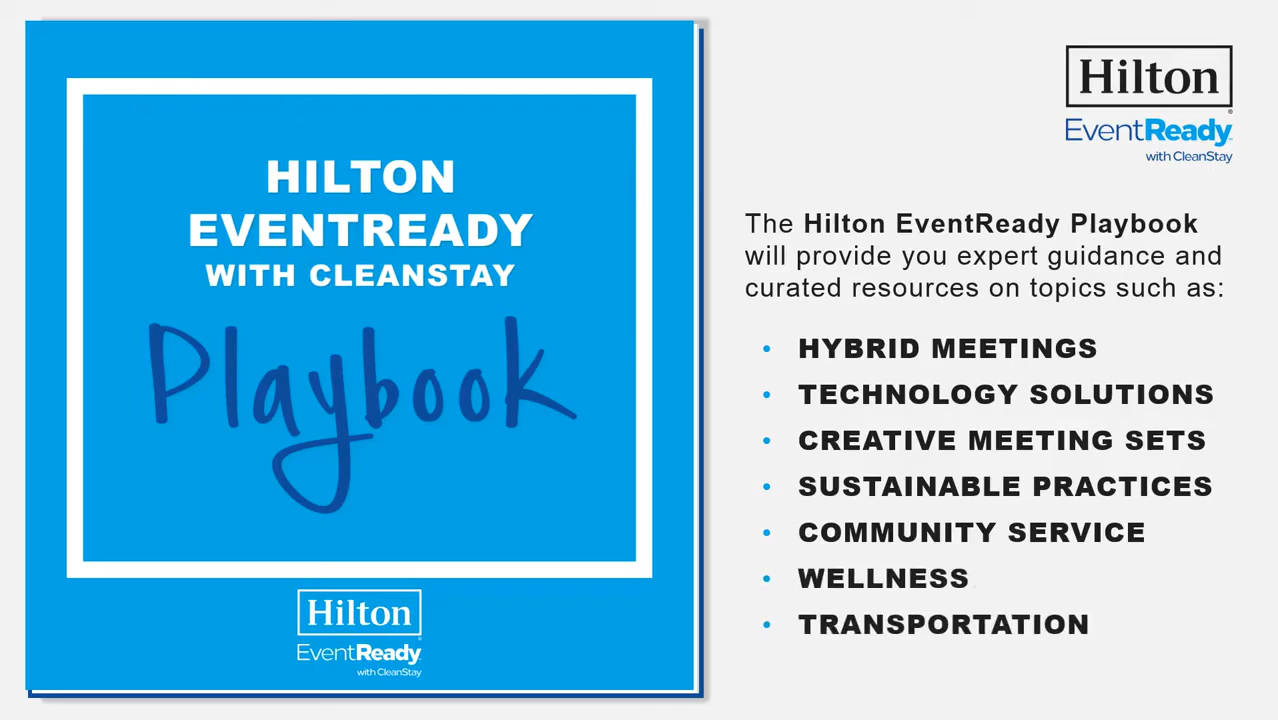 HILTON
EVENTREADY
WITH CLEANSTAY
Playbook
Hilton
EventReady
with CleanStay
Hilton
EventReady
with CleanStay
The Hilton EventReady Playbook
will provide you expert guidance and
curated resources on topics such as:
• HYBRID MEETINGS
• TECHNOLOGY SOLUTIONS
• CREATIVE MEETING SETS
• SUSTAINABLE PRACTICES
• COMMUNITY SERVICE
• WELLNESS
• TRANSPORTATION